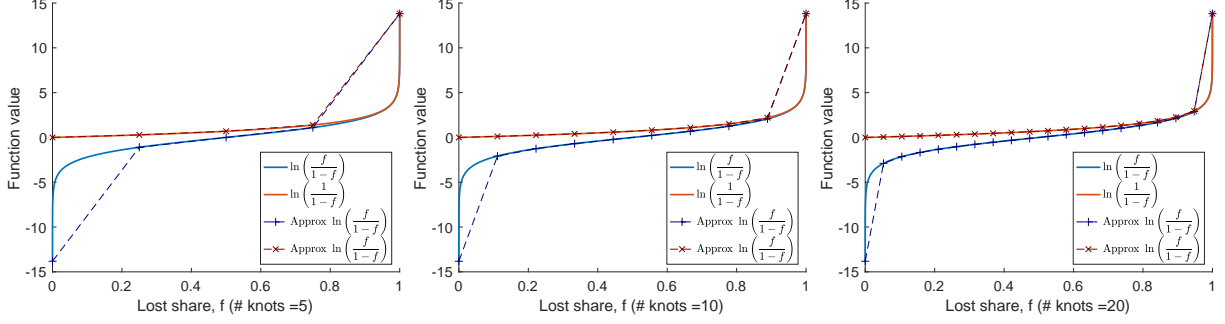 15
10
5
0
-5
-10
-15
Function value
0 0.2 0.4 0.6 0.8 1
Lost share, f (# knots =5)
ln(f/(1−f))
ln(1/(1−f))
Approx ln(f/(1−f))
Approx ln(f/(1−f))
15
10
5
0
-5
-10
-15
Function value
0 0.2 0.4 0.6 0.8 1
Lost share, f (# knots =10)
ln(f/(1−f))
ln(1/(1−f))
Approx ln(f/(1−f))
Approx ln(f/(1−f))
15
10
5
0
-5
-10
-15
Function value
0 0.2 0.4 0.6 0.8 1
Lost share, f (# knots =20)
ln(f/(1−f))
ln(1/(1−f))
Approx ln(f/(1−f))
Approx ln(f/(1−f))